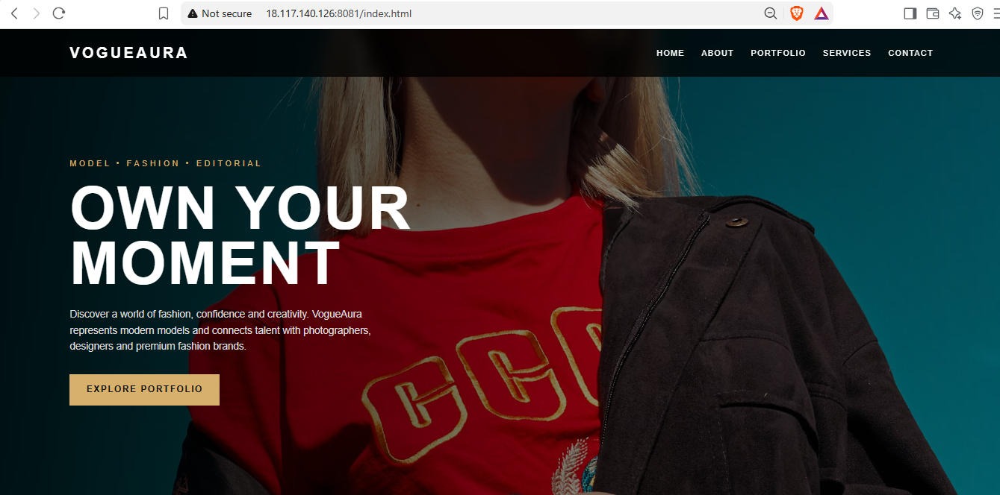 Not secure 18.117.140.126:8081/index.html
VOGUEAURA
HOME ABOUT PORTFOLIO SERVICES CONTACT
MODEL • FASHION • EDITORIAL
OWN YOUR
MOMENT
Discover a world of fashion, confidence and creativity. VogueAura
represents modern models and connects talent with photographers,
designers and premium fashion brands.
EXPLORE PORTFOLIO